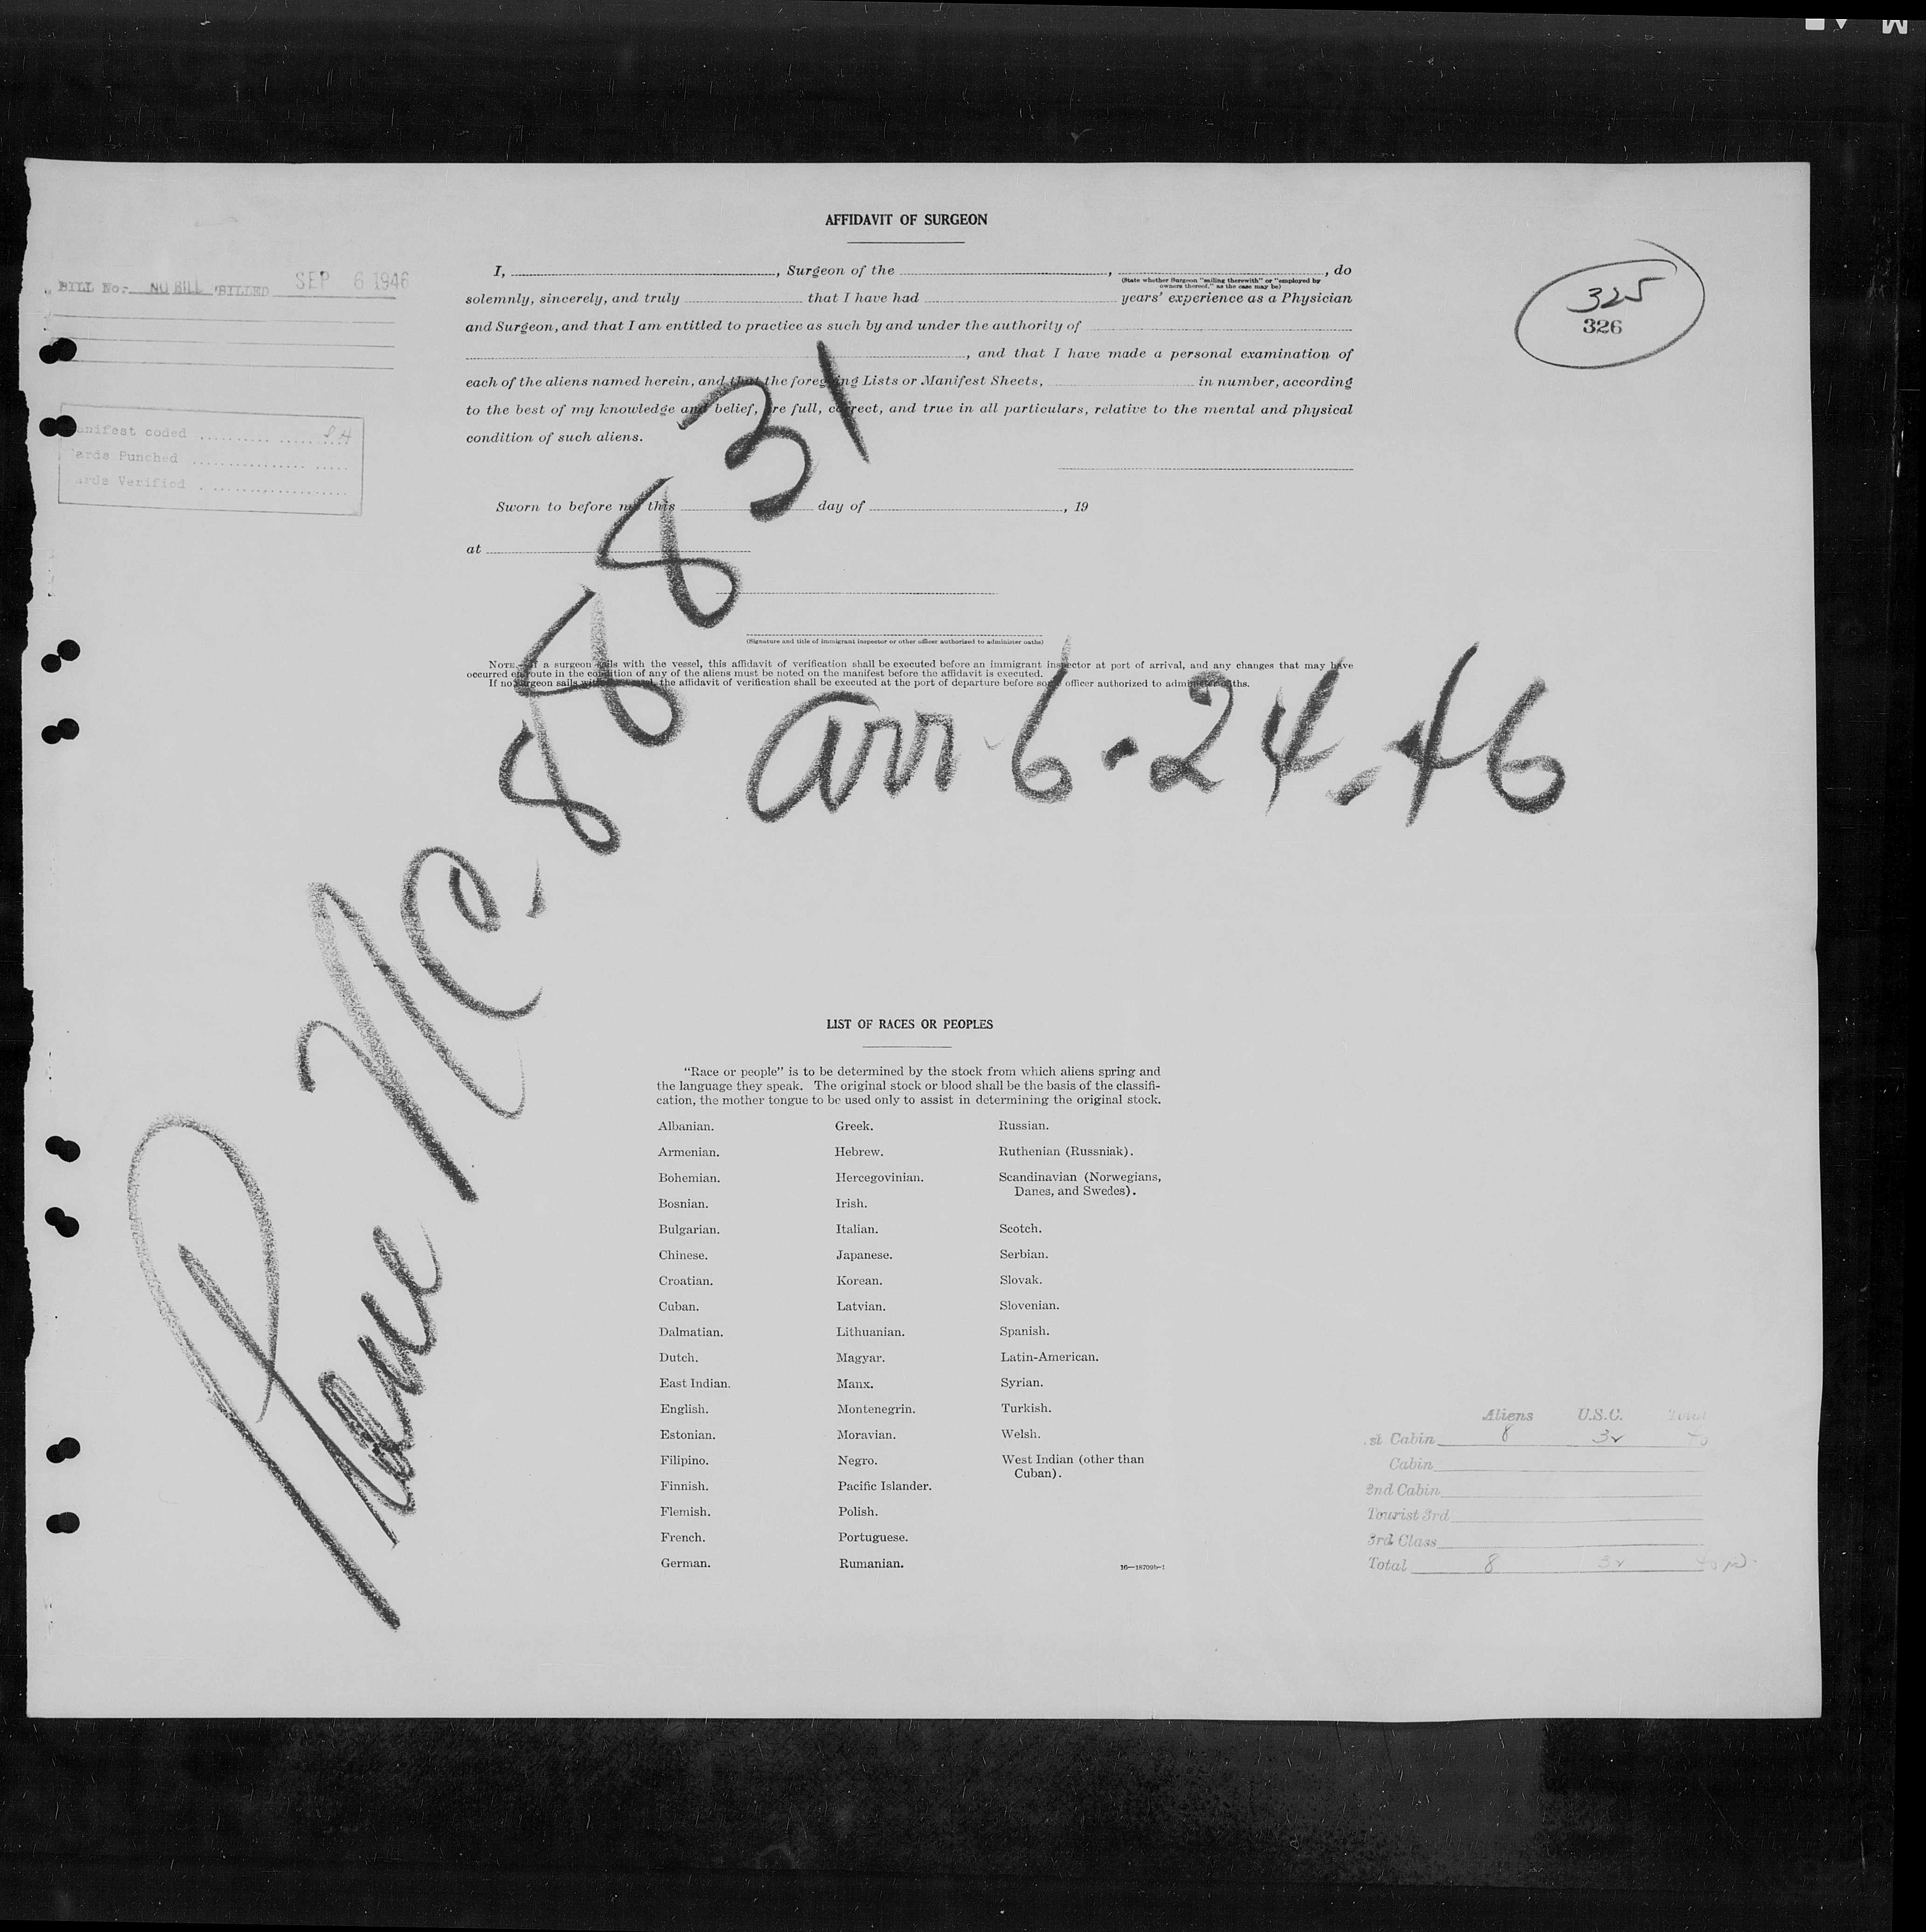 AFFIDAVIT OF SURGEON
I, , Surgeon of the , , do
(State whether Surgeon "sailing therewith" or "employed by
owners thereof," as the case may be)
solemnly, sincerely, and truly that I have had years' experience as a Physician
and Surgeon, and that I am entitled to practice as such by and under the authority of
, and that I have made a personal examination of
each of the aliens named herein, and that the foregoing Lists or Manifest Sheets, in number, according
to the best of my knowledge and belief, are full, correct, and true in all particulars, relative to the mental and physical
condition of such aliens.
BILL No. NO BILL BILLED SEP 6 1946
325
326
anifest coded
ards Punched
ards Verified
Sworn to before me this day of , 19
at
(Signature and title of immigrant inspector or other officer authorized to administer oaths)
NOTE.—If a surgeon sails with the vessel, this affidavit of verification shall be executed before an immigrant inspector at port of arrival, and any changes that may have
occurred en route in the condition of any of the aliens must be noted on the manifest before the affidavit is executed.
If no surgeon sails with the vessel, the affidavit of verification shall be executed at the port of departure before some officer authorized to administer oaths.
Plane NC. 88831
arr 6-24-46
LIST OF RACES OR PEOPLES
"Race or people" is to be determined by the stock from which aliens spring and
the language they speak. The original stock or blood shall be the basis of the classifi-
cation, the mother tongue to be used only to assist in determining the original stock.
Albanian.
Armenian.
Bohemian.
Bosnian.
Bulgarian.
Chinese.
Croatian.
Cuban.
Dalmatian.
Dutch.
East Indian.
English.
Estonian.
Filipino.
Finnish.
Flemish.
French.
German.
Greek.
Hebrew.
Hercegovinian.
Irish.
Italian.
Japanese.
Korean.
Latvian.
Lithuanian.
Magyar.
Manx.
Montenegrin.
Moravian.
Negro.
Pacific Islander.
Polish.
Portuguese.
Rumanian.
Russian.
Ruthenian (Russniak).
Scandinavian (Norwegians,
Danes, and Swedes).
Scotch.
Serbian.
Slovak.
Slovenian.
Spanish.
Latin-American.
Syrian.
Turkish.
Welsh.
West Indian (other than
Cuban).
16—18709b-1
Aliens U.S.C. Total
st Cabin 8 32
Cabin
2nd Cabin
Tourist 3rd
3rd Class
Total 8 32 40